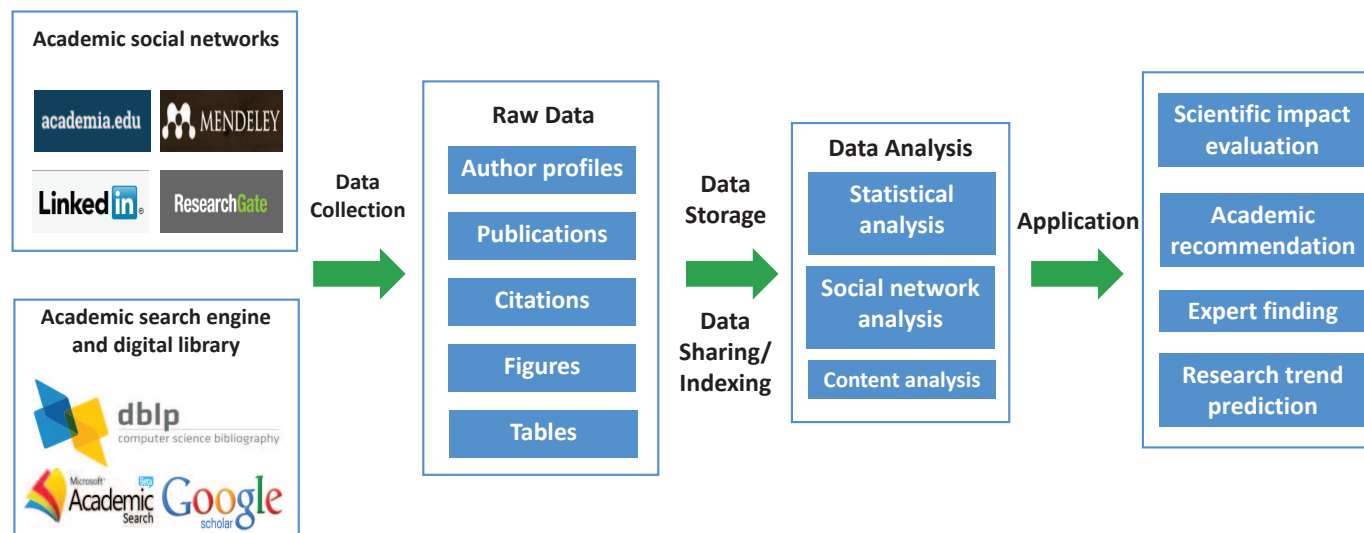 Academic social networks
academia.edu
MENDELEY
Linked in ®
ResearchGate
Academic search engine
and digital library
dblp
computer science bibliography
Microsoft®
Beta
Academic
Search
Google
scholar
Data
Collection
Raw Data
Author profiles
Publications
Citations
Figures
Tables
Data
Storage
Data
Sharing/
Indexing
Data Analysis
Statistical
analysis
Social network
analysis
Content analysis
Application
Scientific impact
evaluation
Academic
recommendation
Expert finding
Research trend
prediction